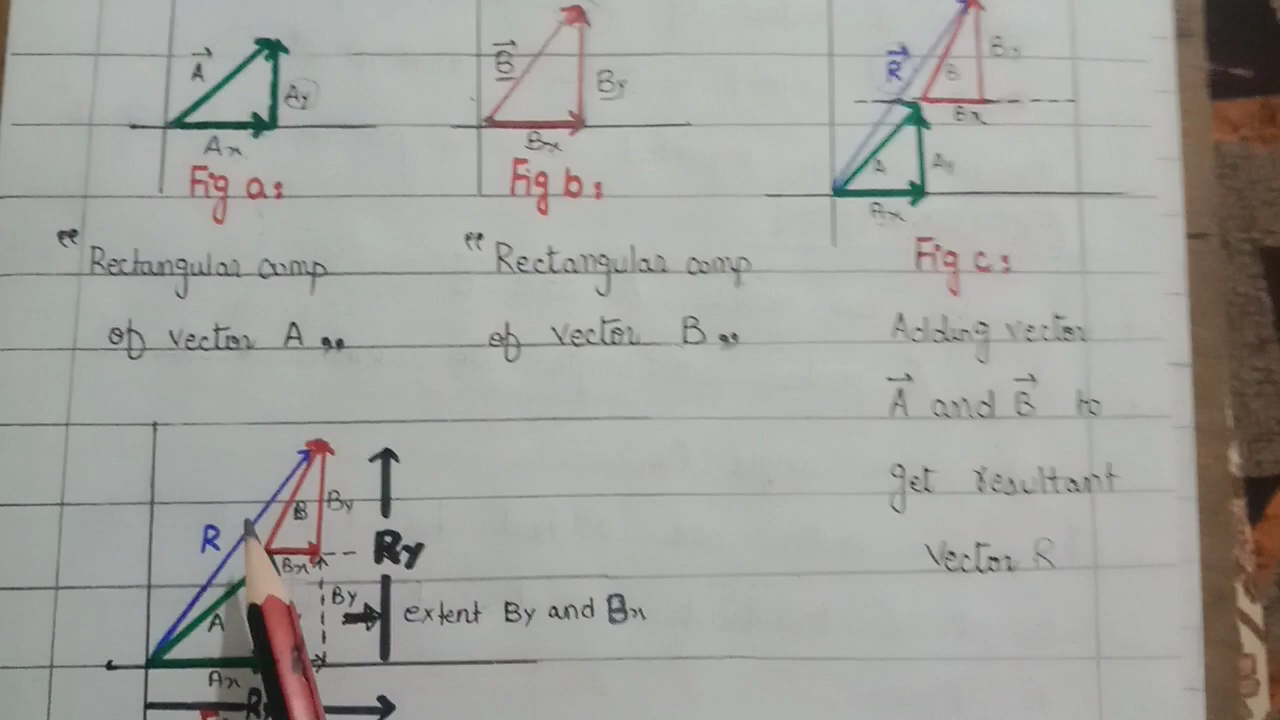 A
Ay
Ax
Fig a:
B
By
Bx
Fig b:
R
B
By
Bx
A
Ay
Ax
Fig c:
"Rectangular comp
of vector A "
"Rectangular comp
of vector B "
Adding vector
A and B to
get resultant
vector R
R
B
By
Bx
A
By
Ax
Ry
extent By and Bx